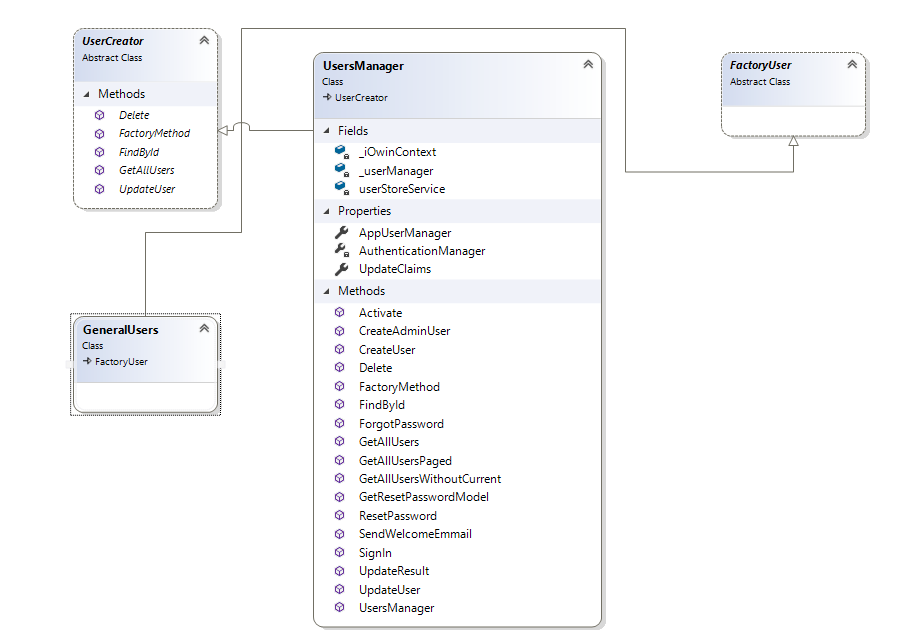 UserCreator
Abstract Class
Methods
Delete
FactoryMethod
FindById
GetAllUsers
UpdateUser
GeneralUsers
Class
FactoryUser
UsersManager
Class
UserCreator
Fields
_iOwinContext
_userManager
userStoreService
Properties
AppUserManager
AuthenticationManager
UpdateClaims
Methods
Activate
CreateAdminUser
CreateUser
Delete
FactoryMethod
FindById
ForgotPassword
GetAllUsers
GetAllUsersPaged
GetAllUsersWithoutCurrent
GetResetPasswordModel
ResetPassword
SendWelcomeEmmail
SignIn
UpdateResult
UpdateUser
UsersManager
FactoryUser
Abstract Class